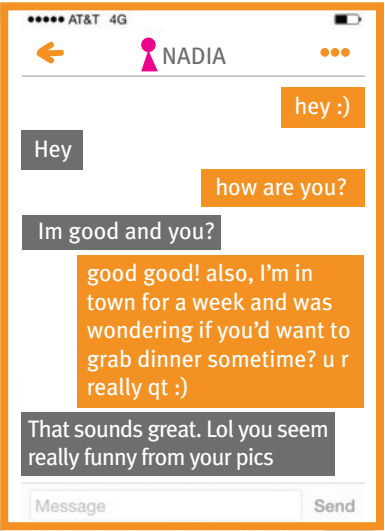 AT&T 4G
NADIA
hey :)
Hey
how are you?
Im good and you?
good good! also, I’m in
town for a week and was
wondering if you’d want to
grab dinner sometime? u r
really qt :)
That sounds great. Lol you seem
really funny from your pics
Message Send